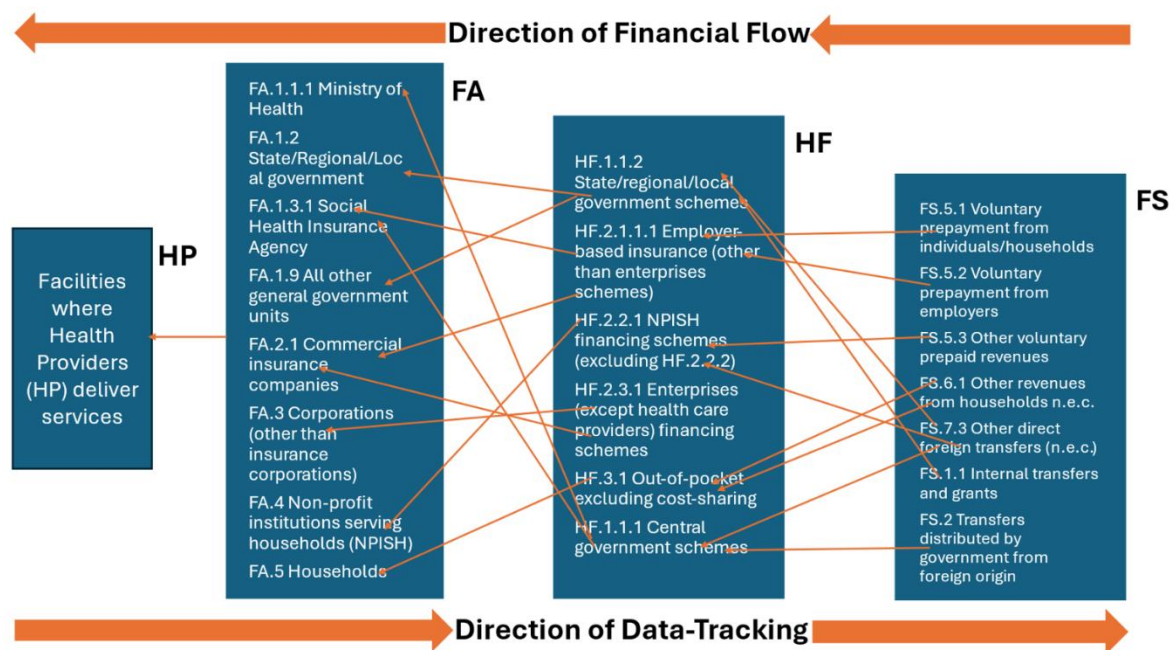 Direction of Financial Flow
HP
Facilities
where
Health
Providers
(HP) deliver
services
FA
FA.1.1.1 Ministry of
Health
FA.1.2
State/Regional/Loc
al government
FA.1.3.1 Social
Health Insurance
Agency
FA.1.9 All other
general government
units
FA.2.1 Commercial
insurance
companies
FA.3 Corporations
(other than
insurance
corporations)
FA.4 Non-profit
institutions serving
households (NPISH)
FA.5 Households
HF
HF.1.1.2
State/regional/local
government schemes
HF.2.1.1.1 Employer-
based insurance (other
than enterprises
schemes)
HF.2.2.1 NPISH
financing schemes
(excluding HF.2.2.2)
HF.2.3.1 Enterprises
(except health care
providers) financing
schemes
HF.3.1 Out-of-pocket
excluding cost-sharing
HF.1.1.1 Central
government schemes
FS
FS.5.1 Voluntary
prepayment from
individuals/households
FS.5.2 Voluntary
prepayment from
employers
FS.5.3 Other voluntary
prepaid revenues
FS.6.1 Other revenues
from households n.e.c.
FS.7.3 Other direct
foreign transfers (n.e.c.)
FS.1.1 Internal transfers
and grants
FS.2 Transfers
distributed by
government from
foreign origin
Direction of Data-Tracking